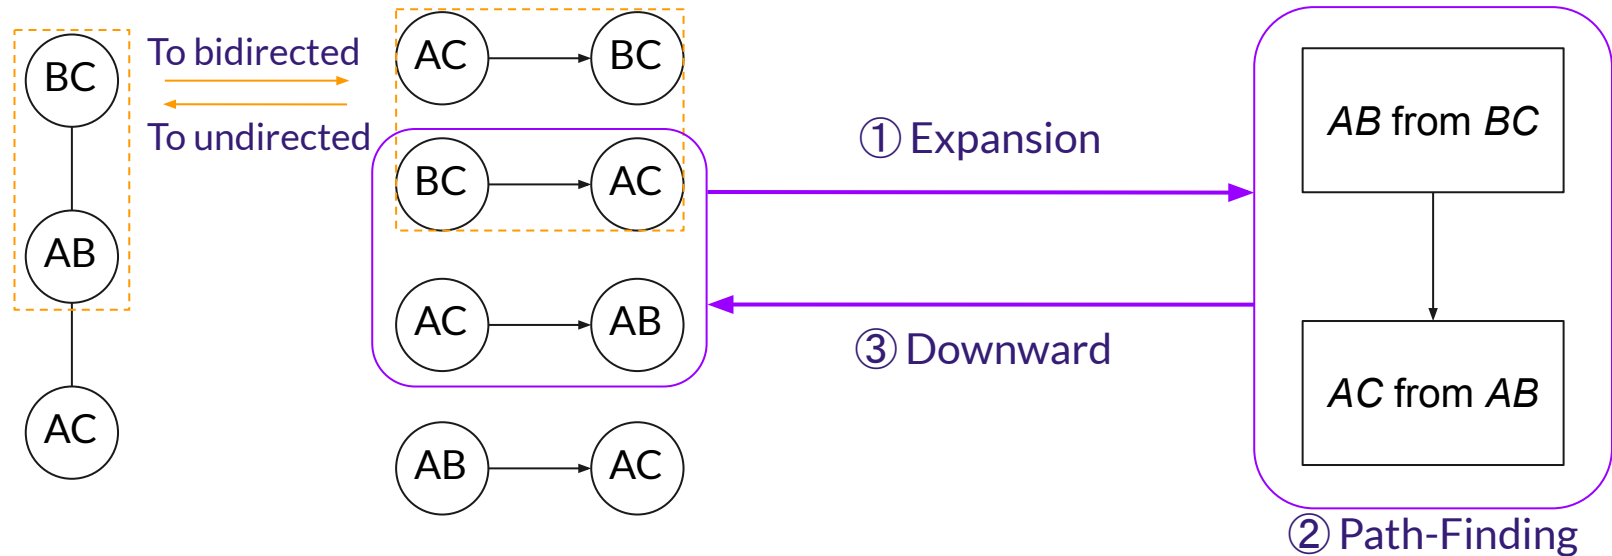 BC
AB
AC
To bidirected
To undirected
AC
BC
BC
AC
AC
AB
AB
AC
① Expansion
③ Downward
AB from BC
AC from AB
② Path-Finding